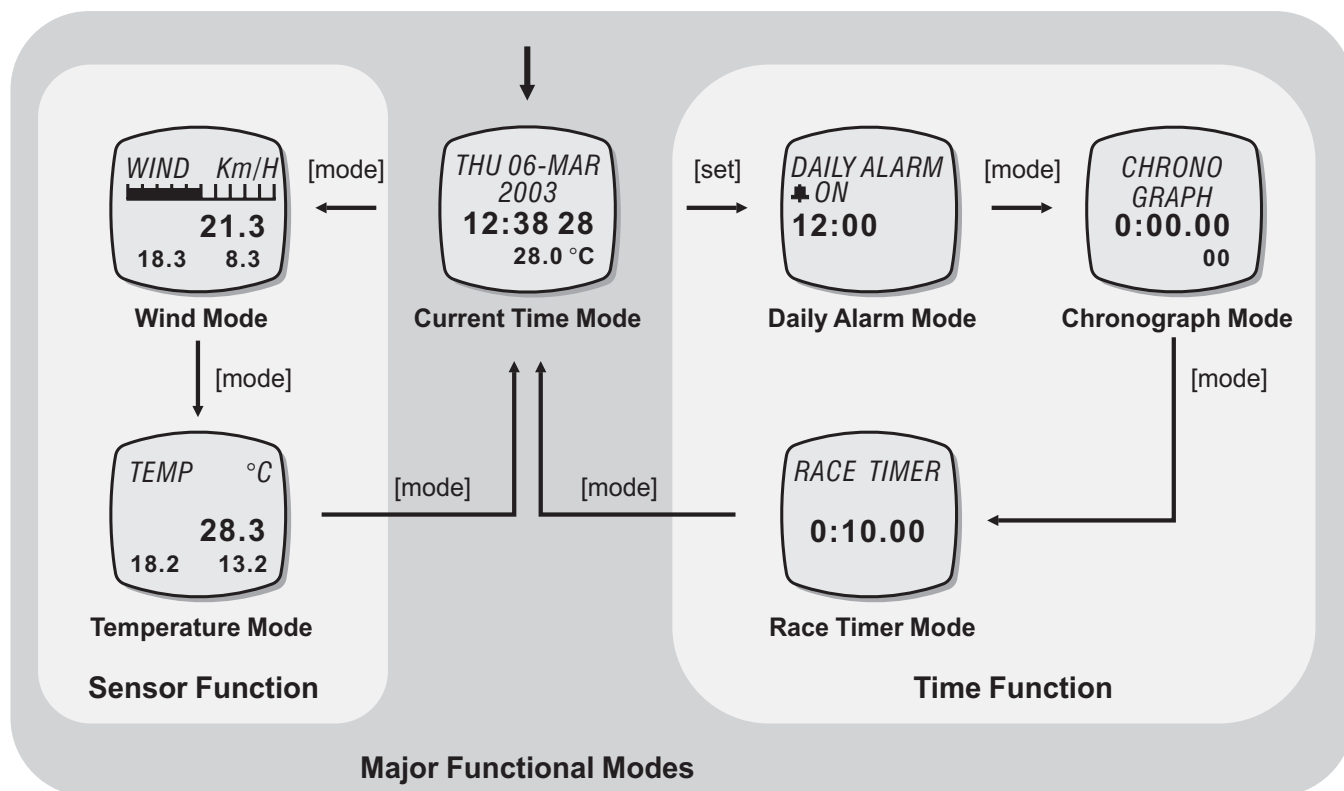 WIND Km/H
21.3
18.3 8.3
Wind Mode
[mode]
THU 06-MAR
2003
12:38 28
28.0 °C
Current Time Mode
[set]
DAILY ALARM
ON
12:00
Daily Alarm Mode
[mode]
CHRONO
GRAPH
0:00.00
00
Chronograph Mode
[mode]
[mode]
TEMP °C
28.3
18.2 13.2
Temperature Mode
[mode]
[mode]
RACE TIMER
0:10.00
Race Timer Mode
Sensor Function
Time Function
Major Functional Modes